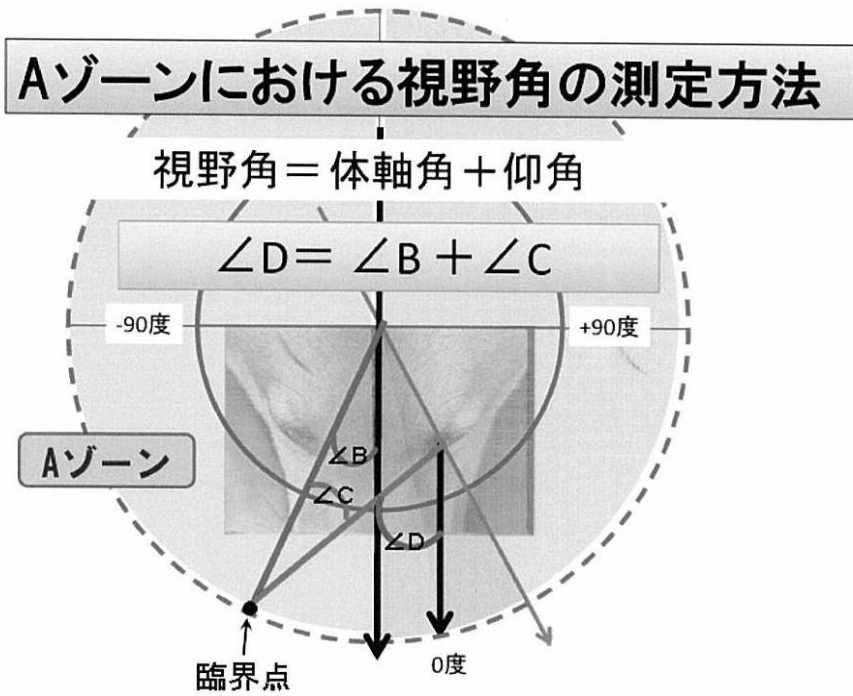 Aゾーンにおける視野角の測定方法
視野角=体軸角+仰角
∠D= ∠B+∠C
-90度
+90度
Aゾーン
∠B
∠C
∠D
臨界点
0度